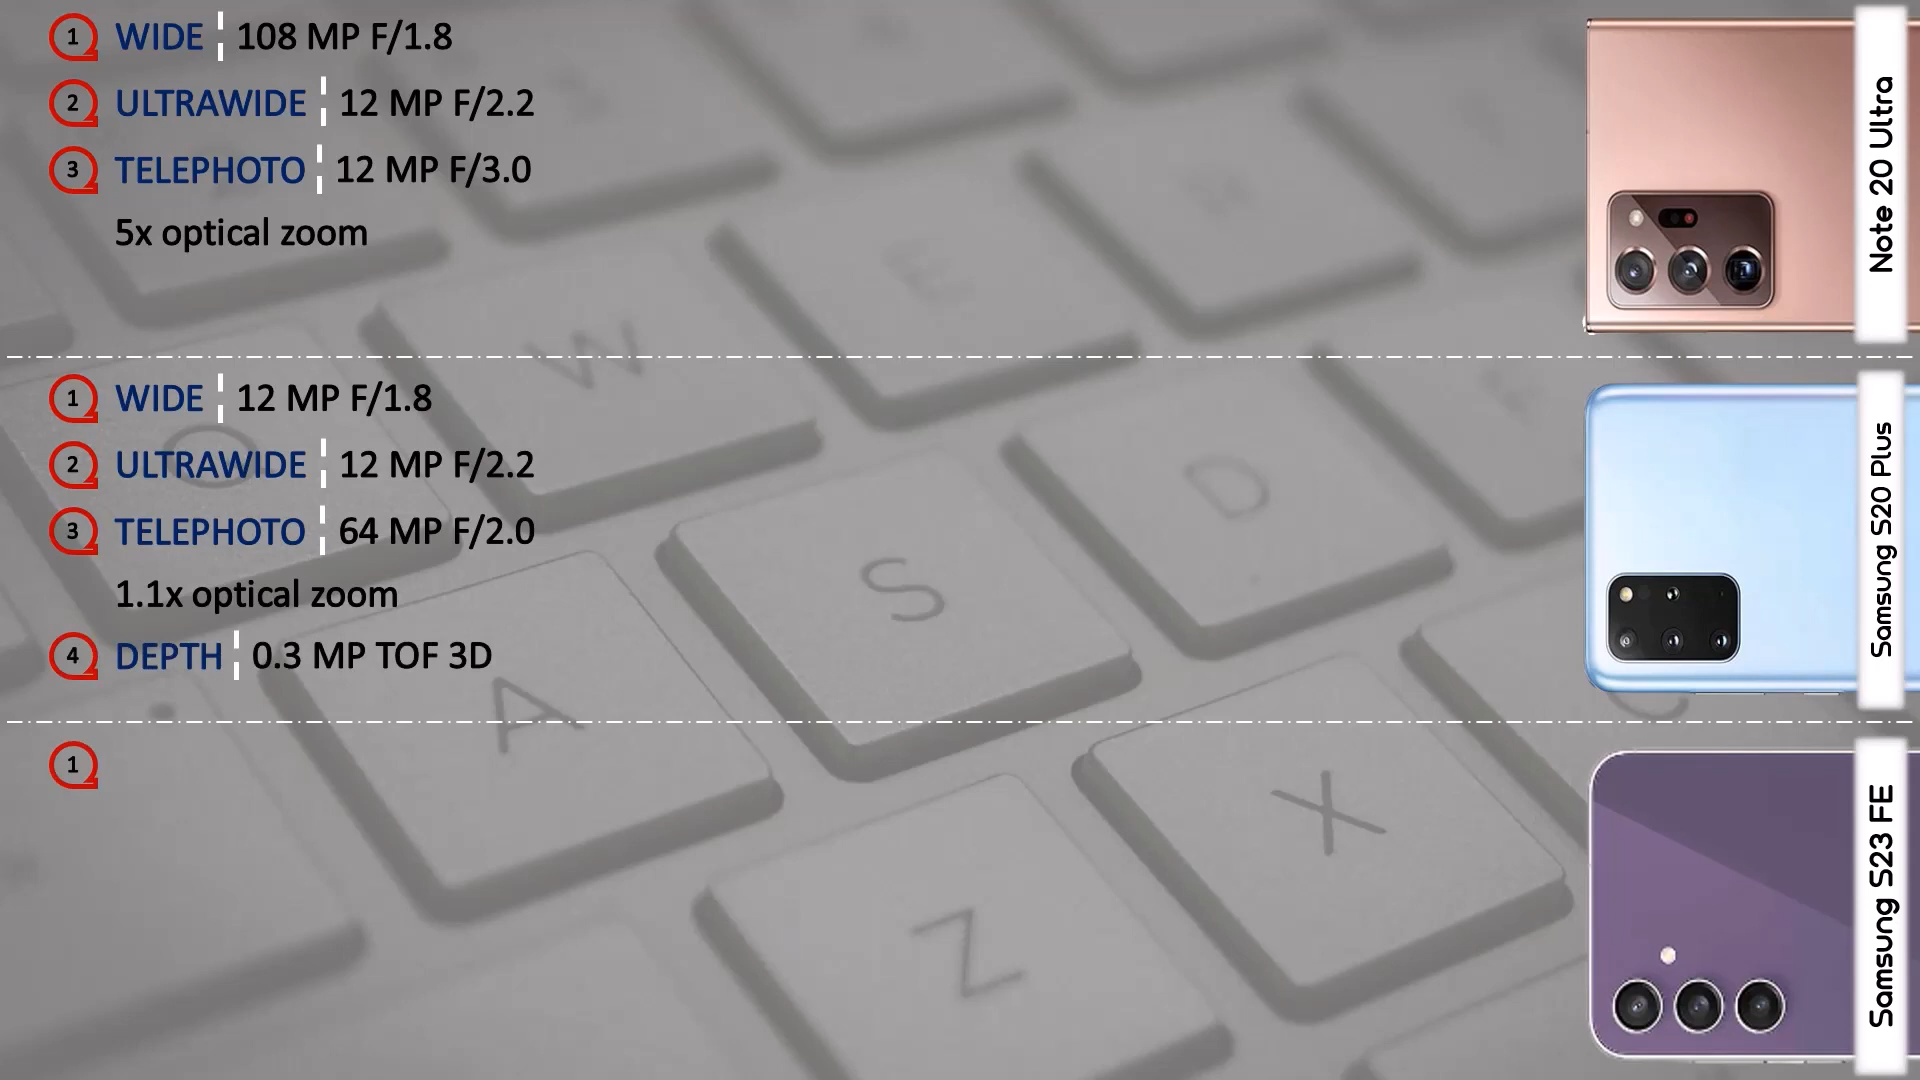 1 WIDE 108 MP F/1.8
2 ULTRAWIDE 12 MP F/2.2
3 TELEPHOTO 12 MP F/3.0
5x optical zoom
Note 20 Ultra
1 WIDE 12 MP F/1.8
2 ULTRAWIDE 12 MP F/2.2
3 TELEPHOTO 64 MP F/2.0
1.1x optical zoom
4 DEPTH 0.3 MP TOF 3D
Samsung S20 Plus
1
Samsung S23 FE
Q W E
A S D
Z X C